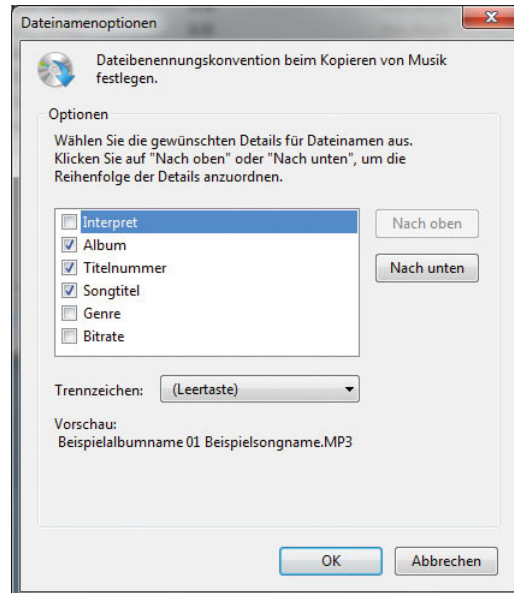 Dateinamenoptionen
Dateibenennungskonvention beim Kopieren von Musik
festlegen.
Optionen
Wählen Sie die gewünschten Details für Dateinamen aus.
Klicken Sie auf "Nach oben" oder "Nach unten", um die
Reihenfolge der Details anzuordnen.
Interpret
Nach oben
Album
Titelnummer
Nach unten
Songtitel
Genre
Bitrate
Trennzeichen: (Leertaste)
Vorschau:
Beispielalbumname 01 Beispielsongname.MP3
OK Abbrechen